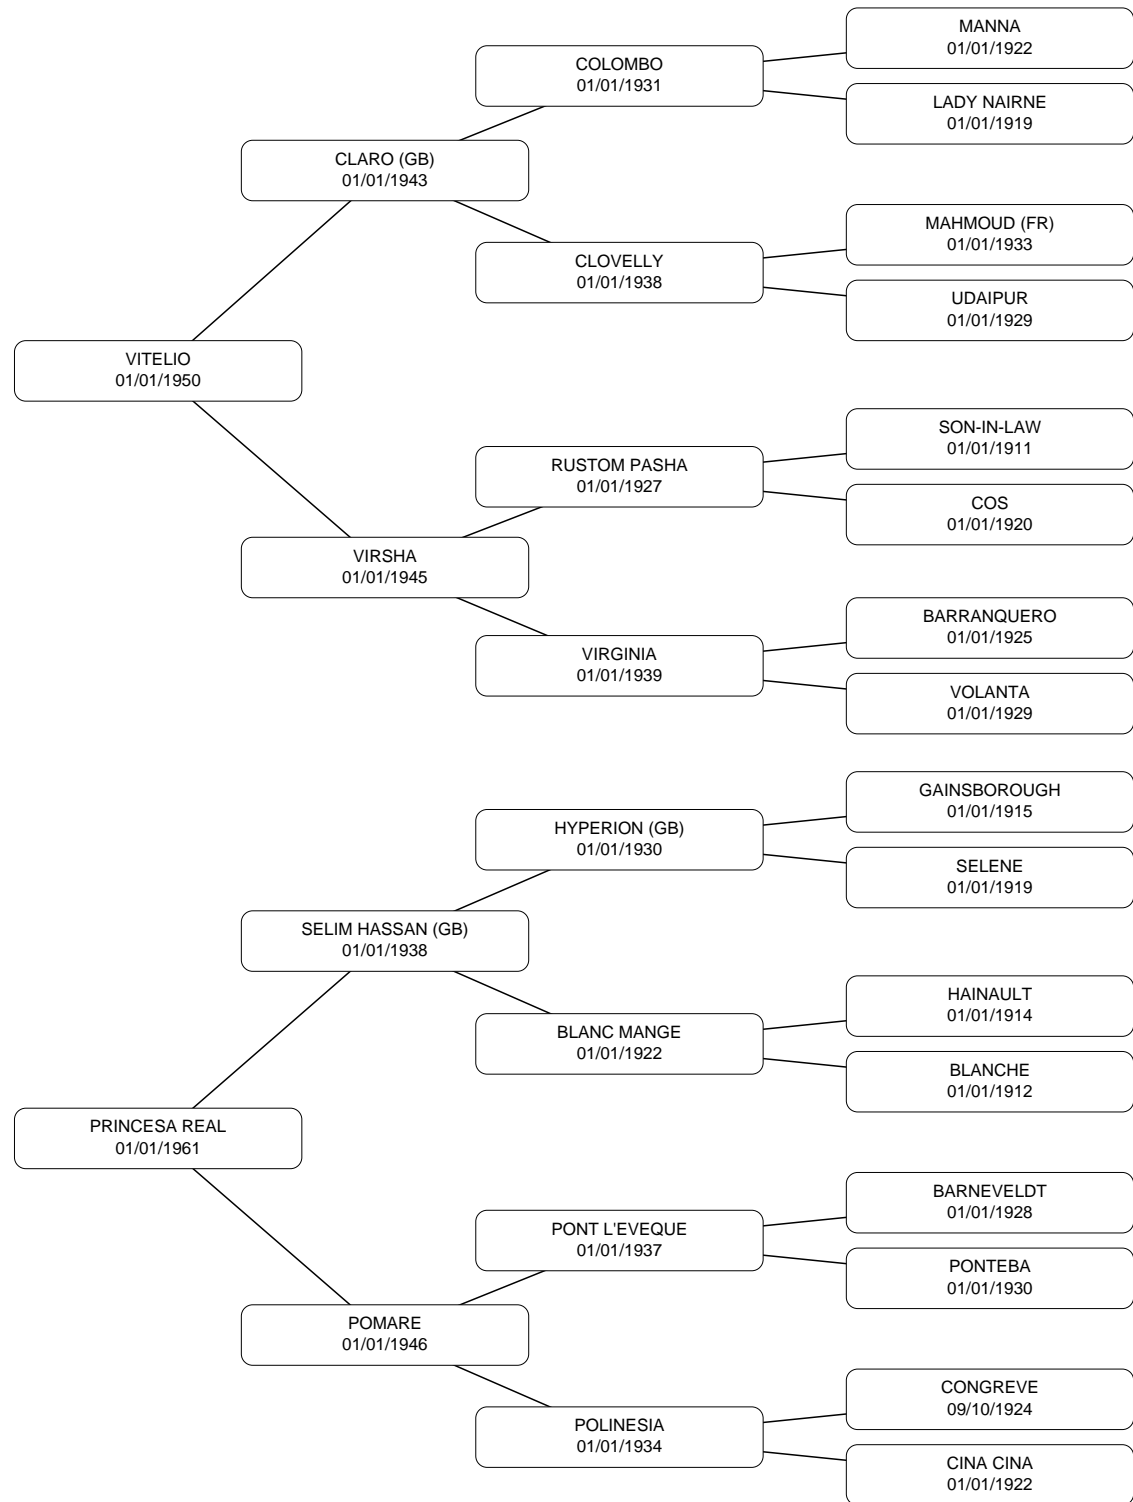 MANNA
01/01/1922
COLOMBO
01/01/1931
LADY NAIRNE
01/01/1919
CLARO (GB)
01/01/1943
MAHMOUD (FR)
01/01/1933
CLOVELLY
01/01/1938
UDAIPUR
01/01/1929
VITELIO
01/01/1950
SON-IN-LAW
01/01/1911
RUSTOM PASHA
01/01/1927
COS
01/01/1920
VIRSHA
01/01/1945
BARRANQUERO
01/01/1925
VIRGINIA
01/01/1939
VOLANTA
01/01/1929
GAINSBOROUGH
01/01/1915
HYPERION (GB)
01/01/1930
SELENE
01/01/1919
SELIM HASSAN (GB)
01/01/1938
HAINAULT
01/01/1914
BLANC MANGE
01/01/1922
BLANCHE
01/01/1912
PRINCESA REAL
01/01/1961
BARNEVELDT
01/01/1928
PONT L'EVEQUE
01/01/1937
PONTEBA
01/01/1930
POMARE
01/01/1946
CONGREVE
09/10/1924
POLINESIA
01/01/1934
CINA CINA
01/01/1922